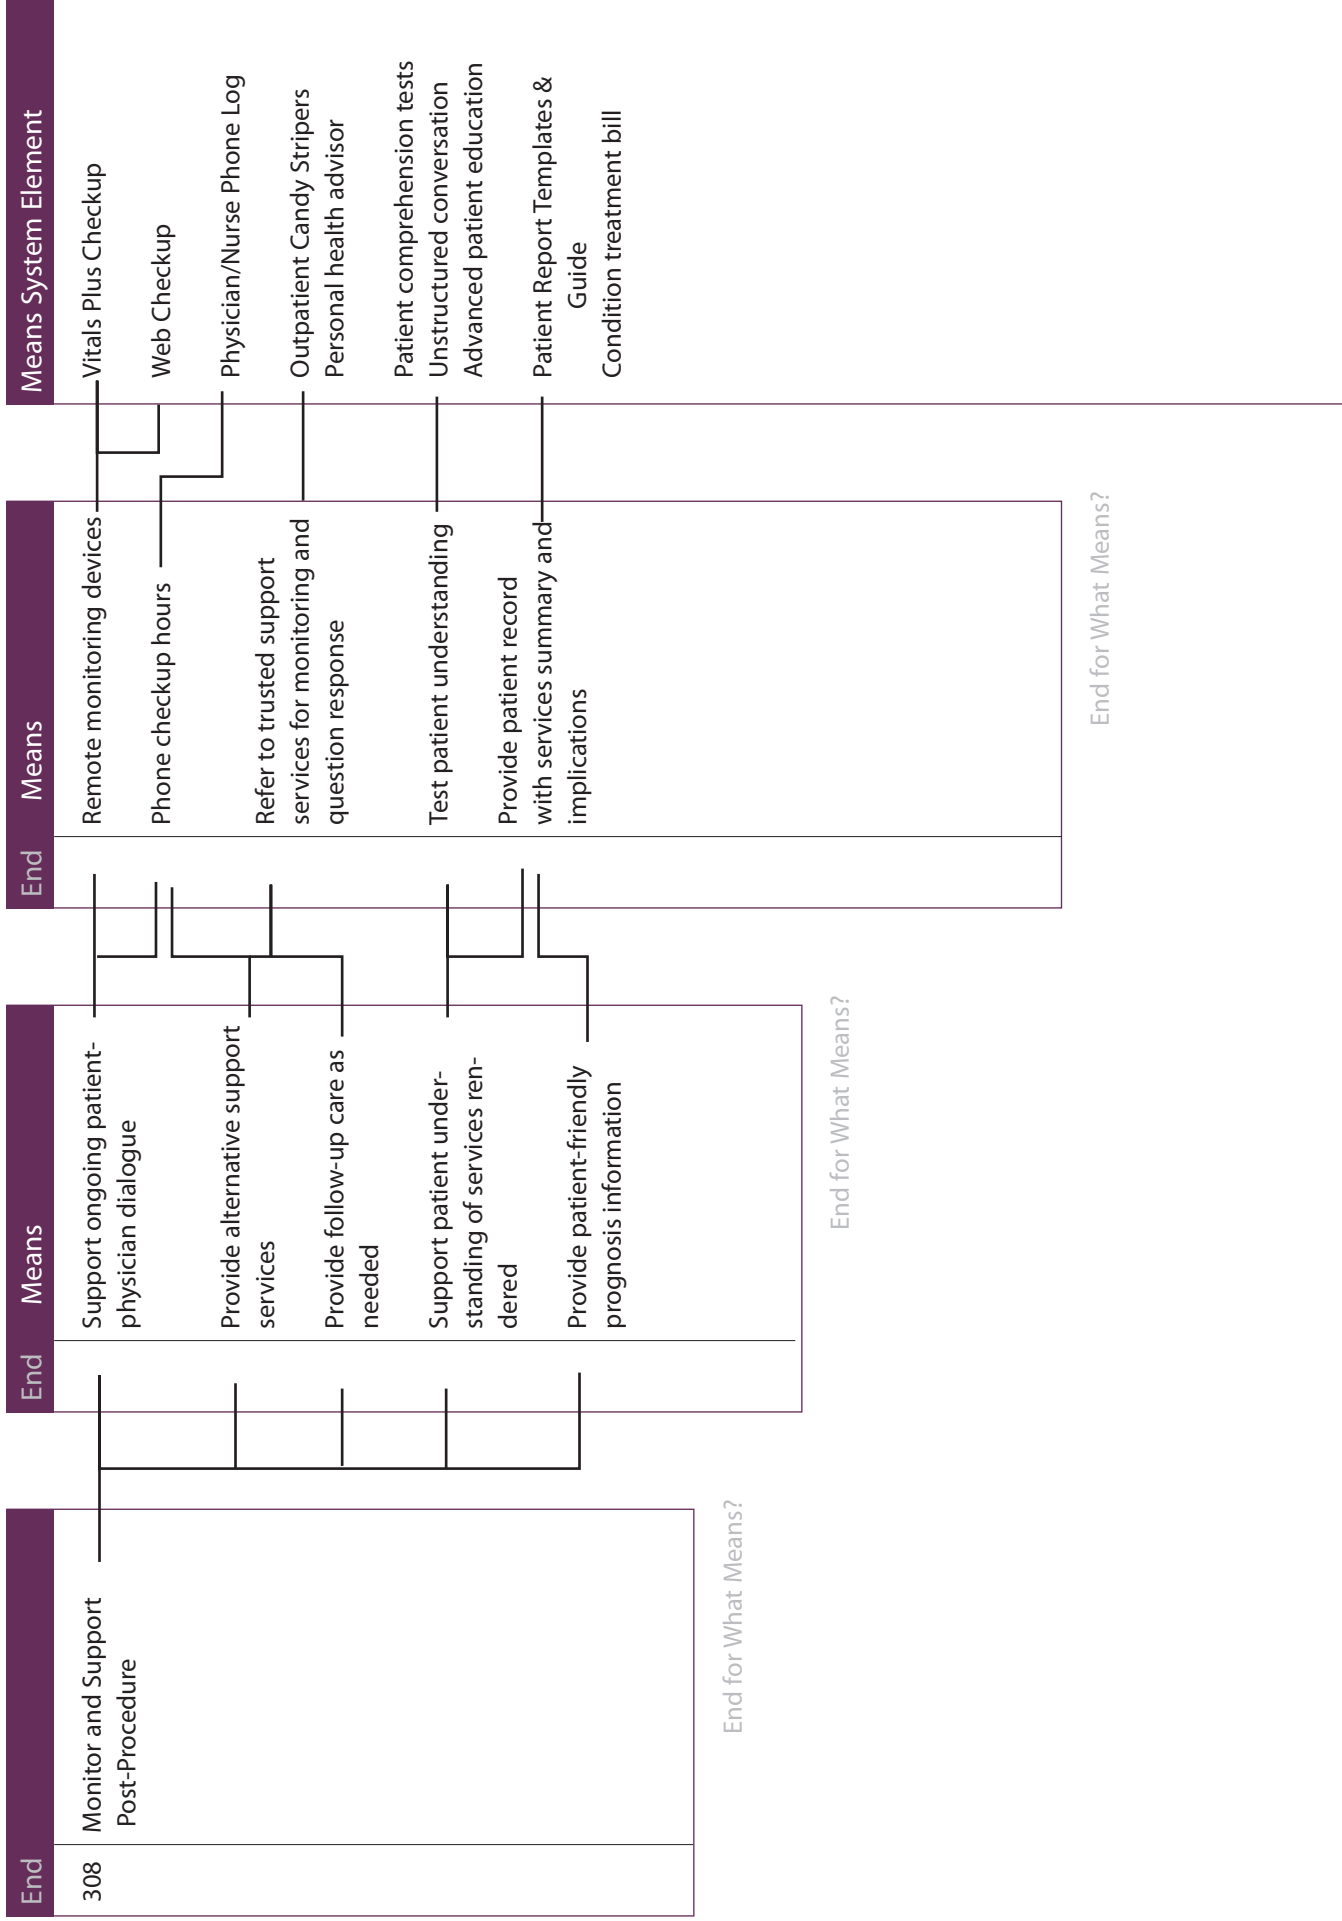 End
308
Monitor and Support
Post-Procedure
End for What Means?
End
Means
Support ongoing patient-
physician dialogue
Provide alternative support
services
Provide follow-up care as
needed
Support patient under-
standing of services ren-
dered
Provide patient-friendly
prognosis information
End for What Means?
End
Means
Remote monitoring devices
Phone checkup hours
Refer to trusted support
services for monitoring and
question response
Test patient understanding
Provide patient record
with services summary and
implications
End for What Means?
Means System Element
Vitals Plus Checkup
Web Checkup
Physician/Nurse Phone Log
Outpatient Candy Stripers
Personal health advisor
Patient comprehension tests
Unstructured conversation
Advanced patient education
Patient Report Templates &
Guide
Condition treatment bill